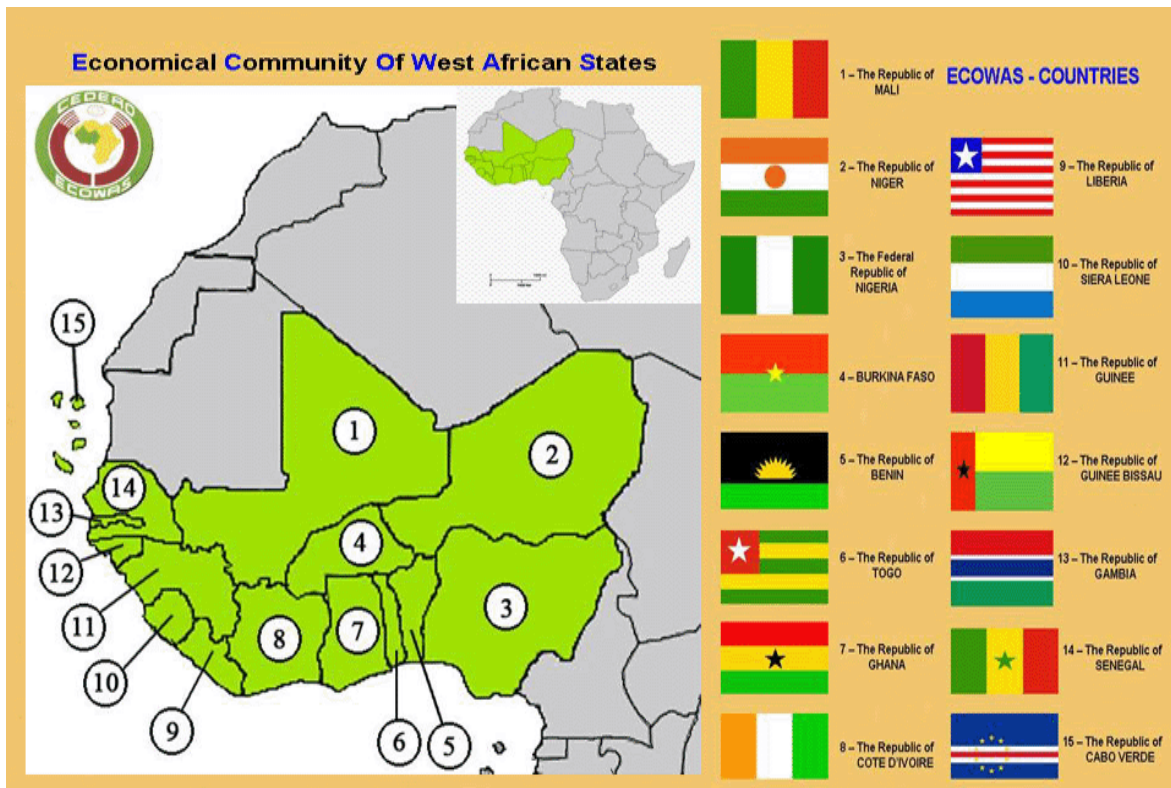 Economical Community Of West African States
CEDEAO
ECOWAS
15
14
13
12
11
10
9
1
2
3
4
5
6
7
8
ECOWAS - COUNTRIES
1 – The Republic of
MALI
2 – The Republic of
NIGER
3 – The Federal
Republic of
NIGERIA
4 – BURKINA FASO
5 – The Republic of
BENIN
6 – The Republic of
TOGO
7 – The Republic of
GHANA
8 – The Republic of
COTE D'IVOIRE
9 – The Republic of
LIBERIA
10 – The Republic of
SIERA LEONE
11 – The Republic of
GUINEE
12 – The Republic of
GUINEE BISSAU
13 – The Republic of
GAMBIA
14 – The Republic of
SENEGAL
15 – The Republic of
CABO VERDE